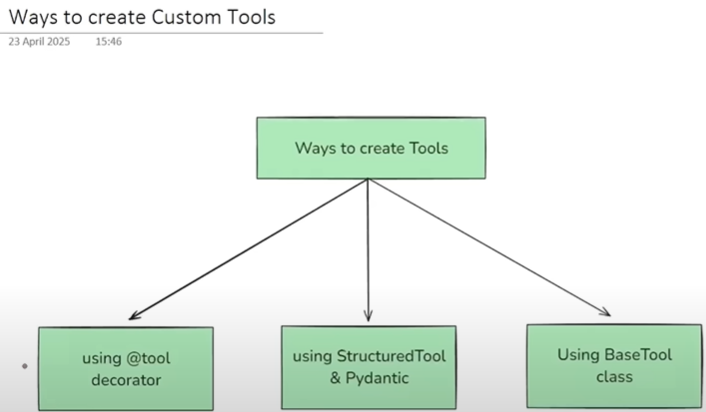 Ways to create Custom Tools
23 April 2025 15:46
Ways to create Tools
using @tool
decorator
using StructuredTool
& Pydantic
Using BaseTool
class